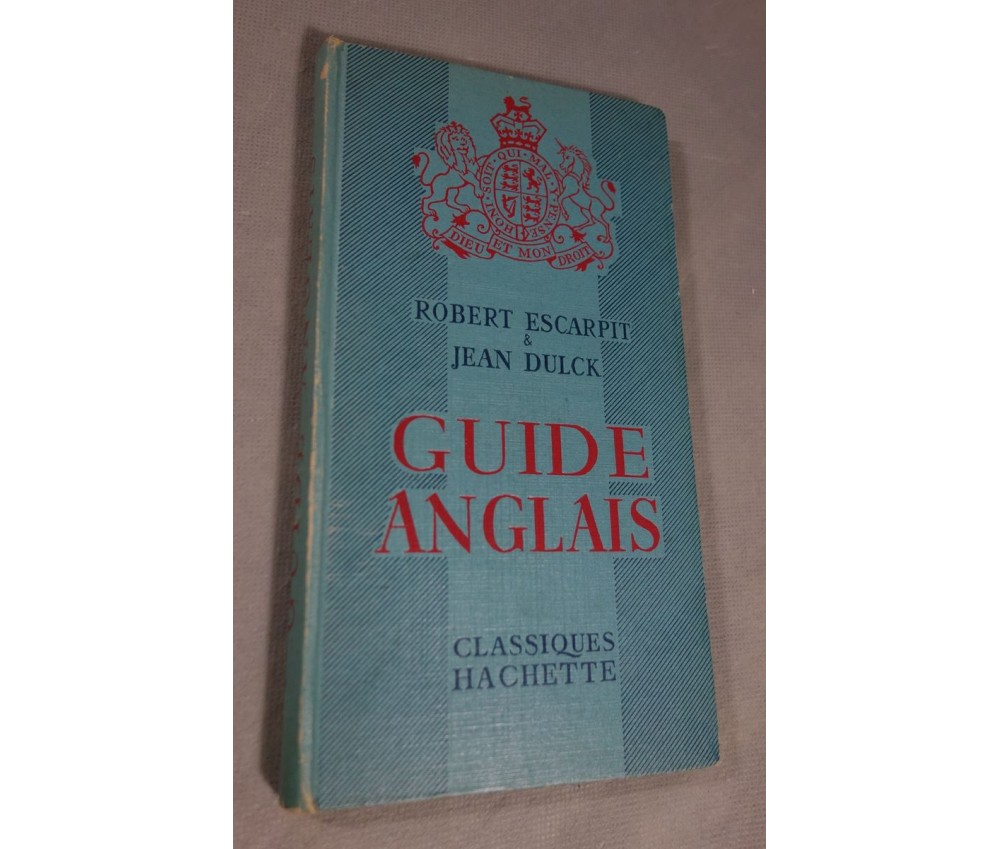 HONI·SOIT·QUI·MAL·Y·PENSE
DIEU ET MON DROIT
ROBERT ESCARPIT
&
JEAN DULCK
GUIDE
ANGLAIS
CLASSIQUES
HACHETTE